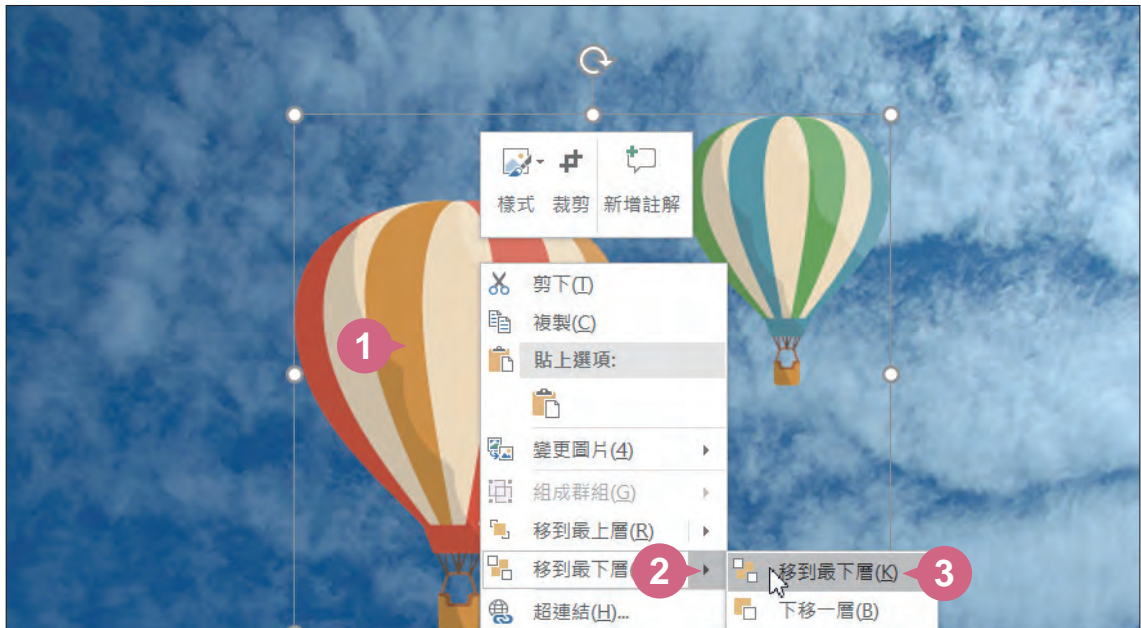 樣式 裁剪 新增註解
剪下(T)
複製(C)
1
貼上選項:
變更圖片(4)
組成群組(G)
移到最上層(R)
移到最下層 2 移到最下層(K) 3
超連結(H)... 下移一層(B)